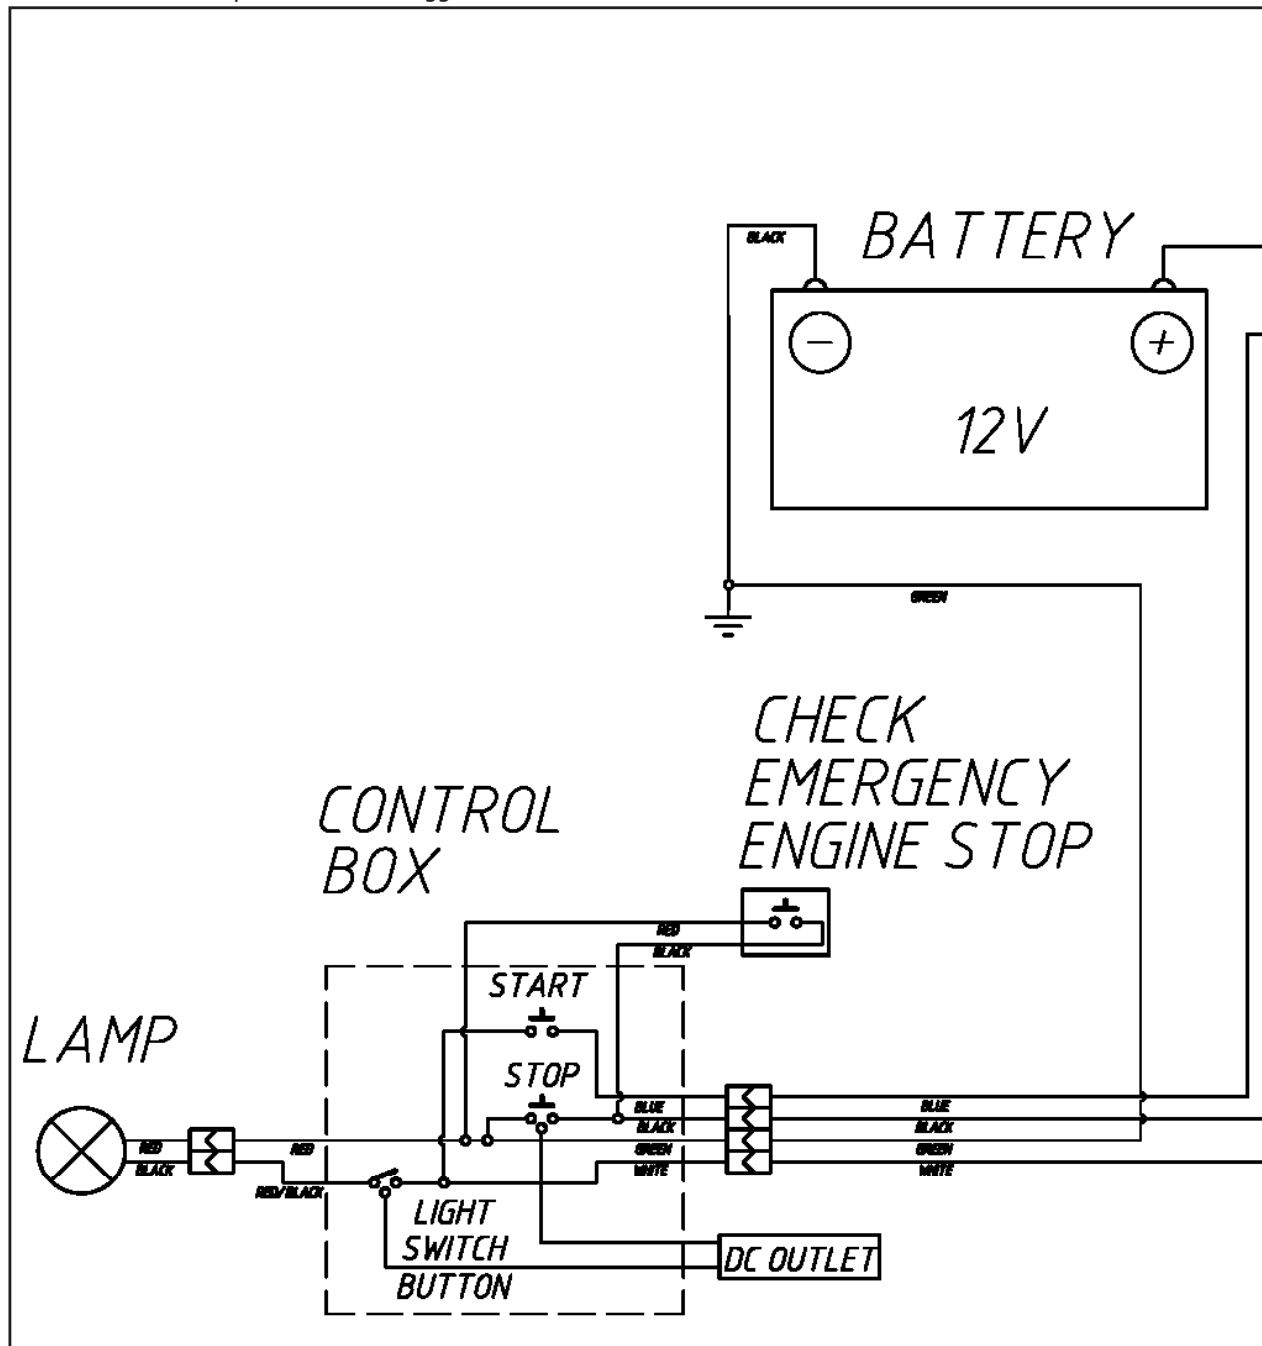 BLACK
BATTERY
12V
GREEN
CHECK
EMERGENCY
ENGINE STOP
CONTROL
BOX
RED
BLACK
START
LAMP
STOP
BLUE
BLUE
BLACK
BLACK
RED
RED
GREEN
GREEN
BLACK
WHITE
WHITE
RED/BLACK
LIGHT
SWITCH
BUTTON
DC OUTLET